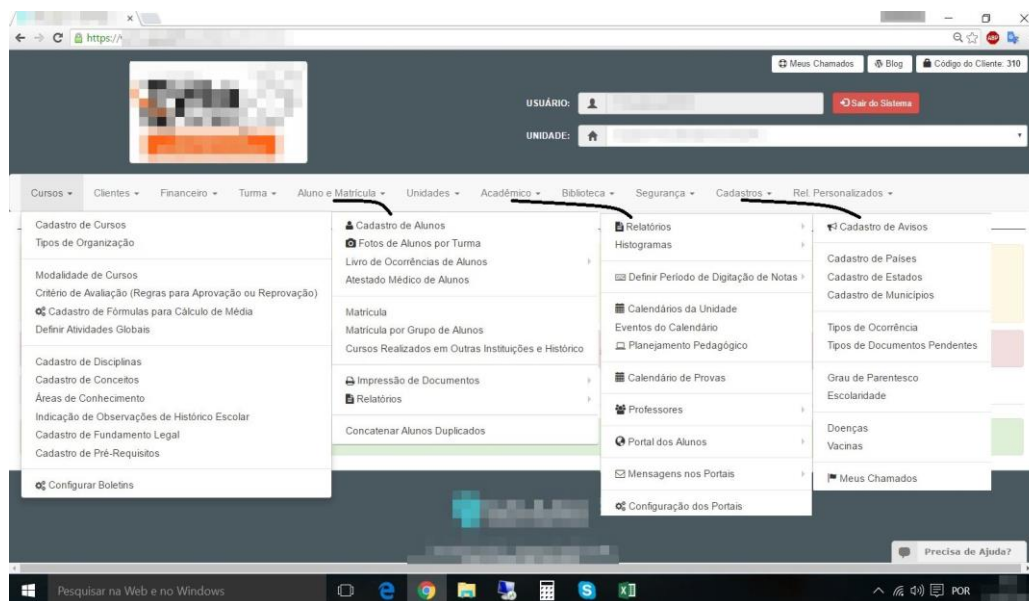 https://
Meus Chamados
Blog
Código do Cliente: 310
USUÁRIO:
Sair do Sistema
UNIDADE:
Cursos
Clientes
Financeiro
Turma
Aluno e Matrícula
Unidades
Acadêmico
Biblioteca
Segurança
Cadastros
Rel. Personalizados
Cadastro de Cursos
Tipos de Organização
Modalidade de Cursos
Critério de Avaliação (Regras para Aprovação ou Reprovação)
Cadastro de Fórmulas para Cálculo de Média
Definir Atividades Globais
Cadastro de Disciplinas
Cadastro de Conceitos
Áreas de Conhecimento
Indicação de Observações de Histórico Escolar
Cadastro de Fundamento Legal
Cadastro de Pré-Requisitos
Configurar Boletins
Cadastro de Alunos
Fotos de Alunos por Turma
Livro de Ocorrências de Alunos
Atestado Médico de Alunos
Matrícula
Matrícula por Grupo de Alunos
Cursos Realizados em Outras Instituições e Histórico
Impressão de Documentos
Relatórios
Concatenar Alunos Duplicados
Relatórios
Histogramas
Definir Período de Digitação de Notas
Calendários da Unidade
Eventos do Calendário
Planejamento Pedagógico
Calendário de Provas
Professores
Portal dos Alunos
Mensagens nos Portais
Configuração dos Portais
Cadastro de Avisos
Cadastro de Países
Cadastro de Estados
Cadastro de Municípios
Tipos de Ocorrência
Tipos de Documentos Pendentes
Grau de Parentesco
Escolaridade
Doenças
Vacinas
Meus Chamados
Precisa de Ajuda?
Pesquisar na Web e no Windows
POR